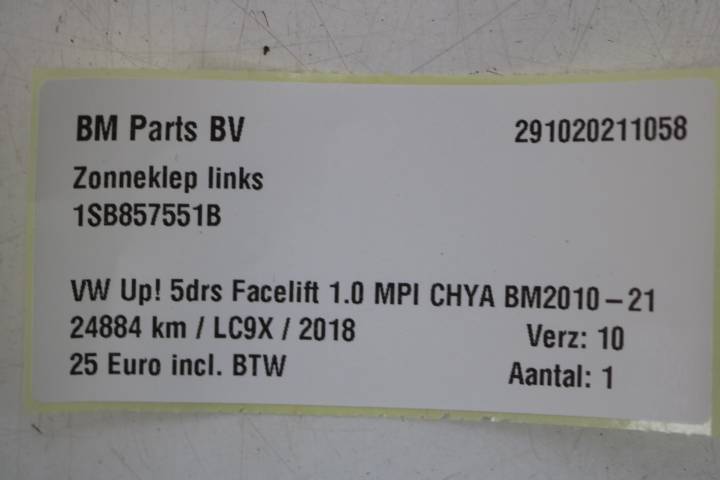 BM Parts BV 291020211058
Zonneklep links
1SB857551B
VW Up! 5drs Facelift 1.0 MPI CHYA BM2010-21
24884 km / LC9X / 2018 Verz: 10
25 Euro incl. BTW Aantal: 1